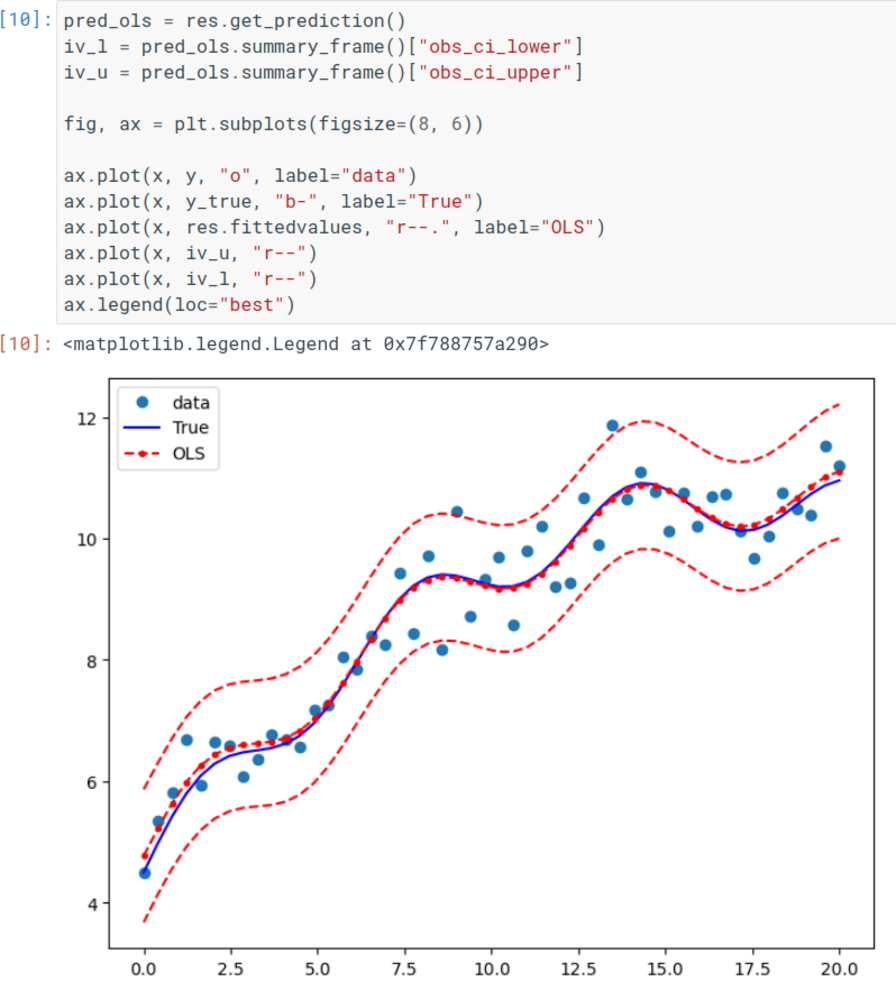 [10]: pred_ols = res.get_prediction()
iv_l = pred_ols.summary_frame()["obs_ci_lower"]
iv_u = pred_ols.summary_frame()["obs_ci_upper"]
fig, ax = plt.subplots(figsize=(8, 6))
ax.plot(x, y, "o", label="data")
ax.plot(x, y_true, "b-", label="True")
ax.plot(x, res.fittedvalues, "r--.", label="OLS")
ax.plot(x, iv_u, "r--")
ax.plot(x, iv_l, "r--")
ax.legend(loc="best")
[10]: <matplotlib.legend.Legend at 0x7f788757a290>
data
True
OLS
12
10
8
6
4
0.0 2.5 5.0 7.5 10.0 12.5 15.0 17.5 20.0